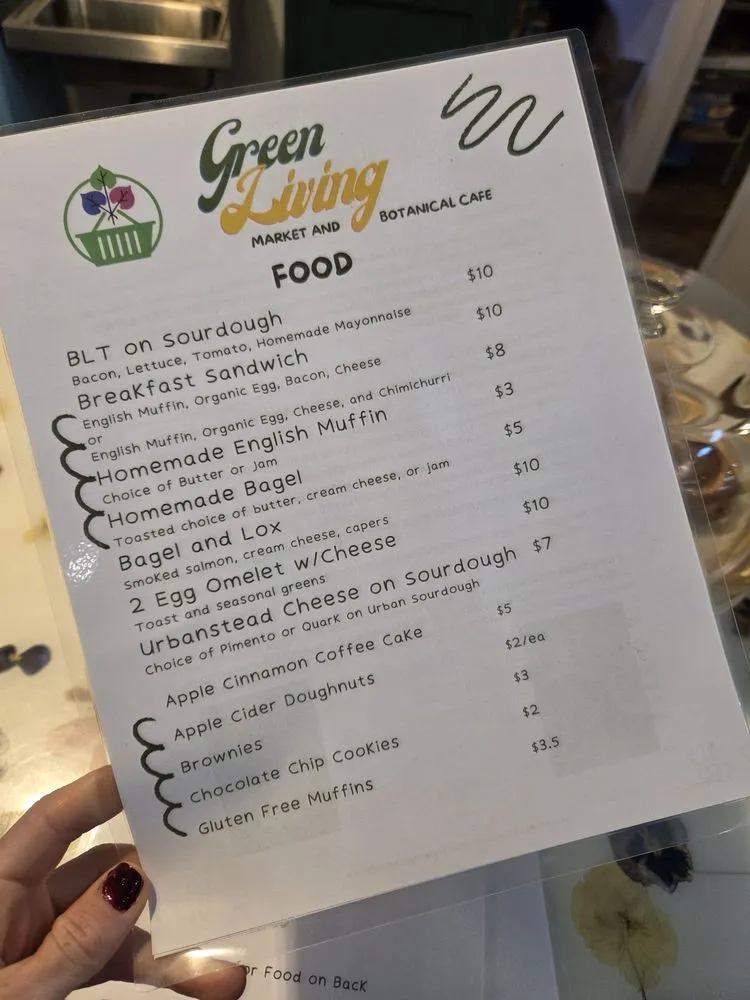 Green
Living
MARKET AND BOTANICAL CAFE
FOOD
BLT on Sourdough $10
Bacon, Lettuce, Tomato, Homemade Mayonnaise
Breakfast Sandwich $10
English Muffin, Organic Egg, Bacon, Cheese
or
English Muffin, Organic Egg, Cheese, and Chimichurri $8
Homemade English Muffin $3
Choice of Butter or Jam
Homemade Bagel $5
Toasted choice of butter, cream cheese, or jam
Bagel and Lox $10
Smoked salmon, cream cheese, capers
2 Egg Omelet w/Cheese $10
Toast and seasonal greens
Urbanstead Cheese on Sourdough $7
Choice of Pimento or Quark on Urban Sourdough
Apple Cinnamon Coffee Cake $5
Apple Cider Doughnuts $2/ea
Brownies $3
Chocolate Chip Cookies $2
Gluten Free Muffins $3.5
for Food on Back